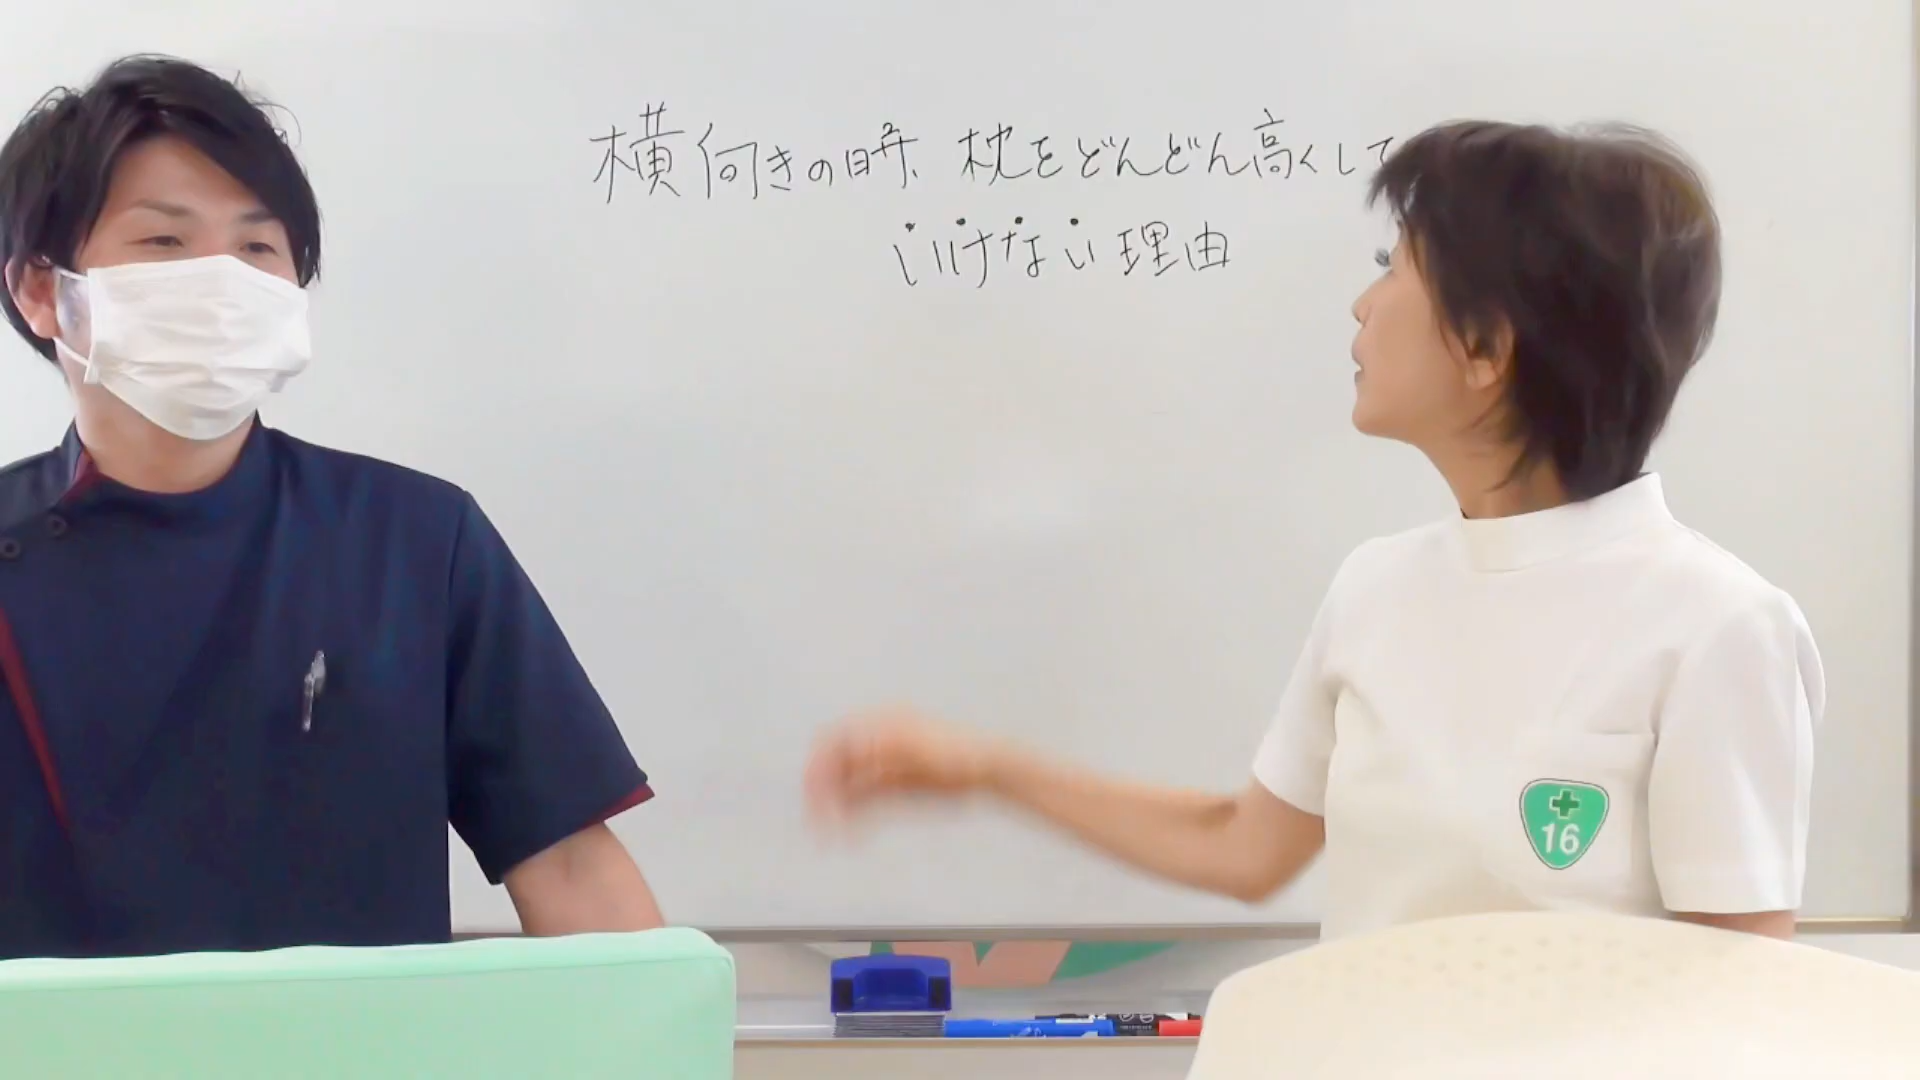 横向きの時、枕をどんどん高くして
いけない理由
16